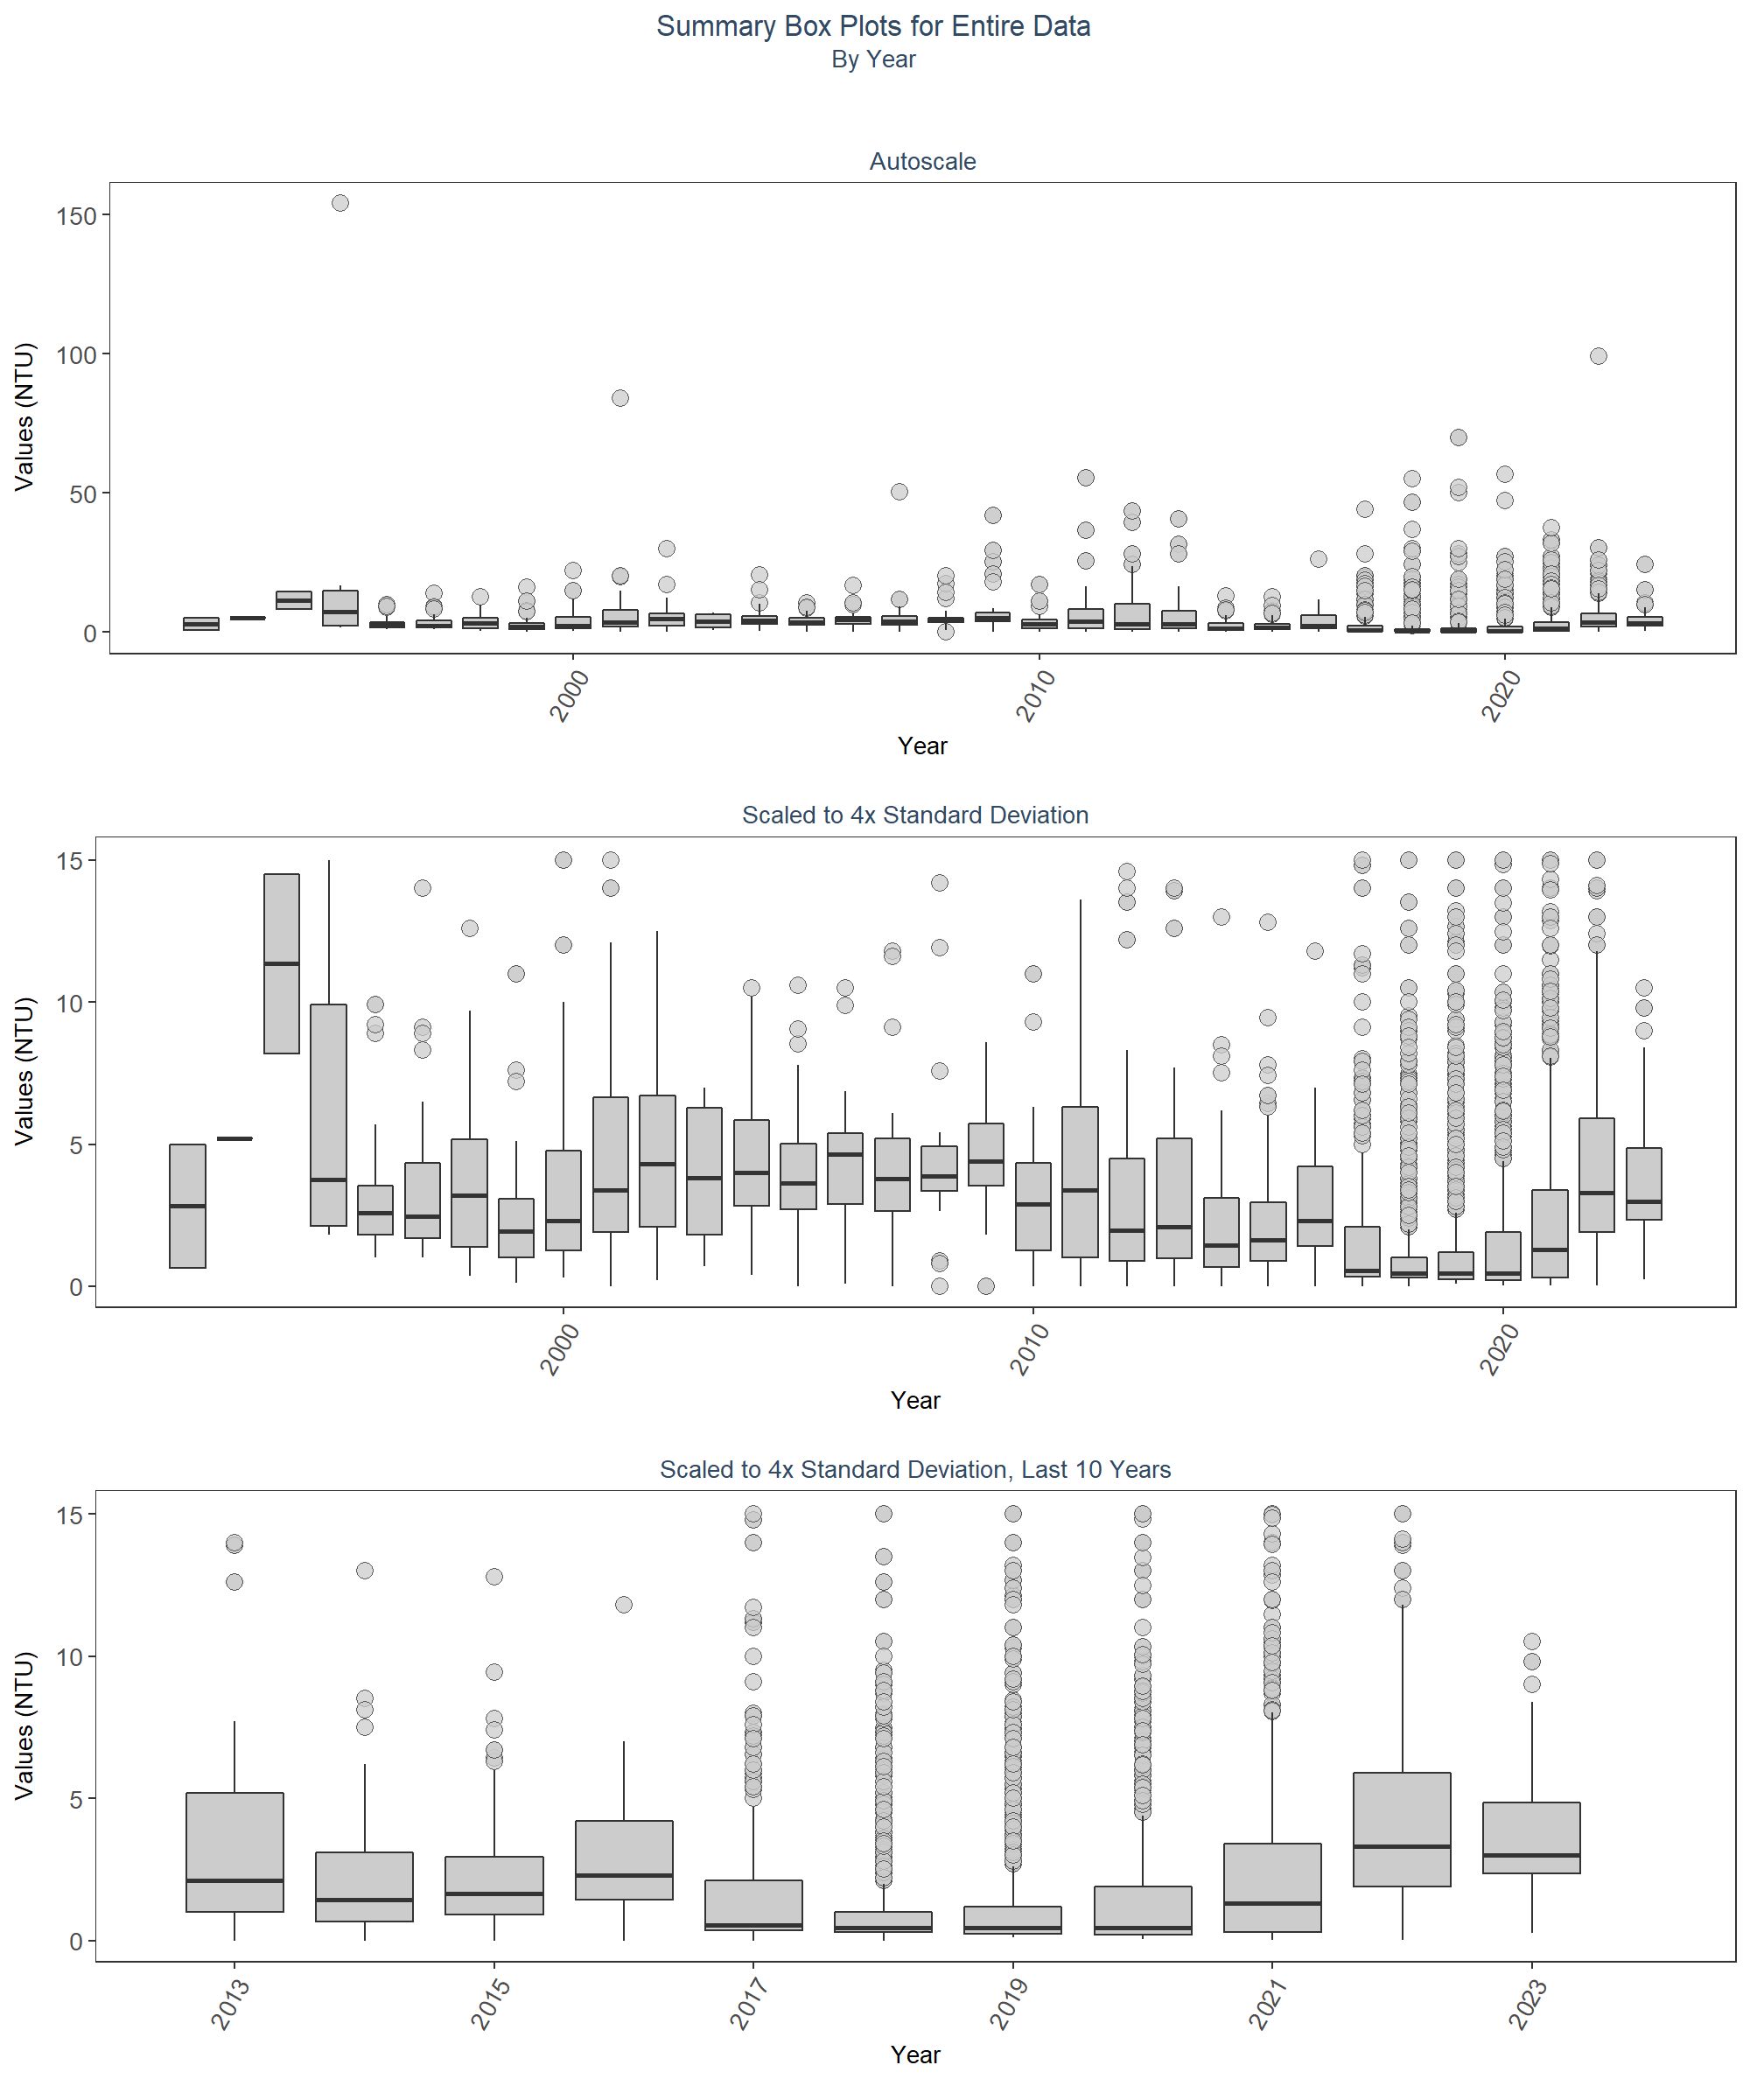 Summary Box Plots for Entire Data
By Year
Autoscale
Values (NTU)
150
100
50
0
2000
2010
2020
Year
Scaled to 4x Standard Deviation
Values (NTU)
15
10
5
0
2000
2010
2020
Year
Scaled to 4x Standard Deviation, Last 10 Years
Values (NTU)
15
10
5
0
2013
2015
2017
2019
2021
2023
Year